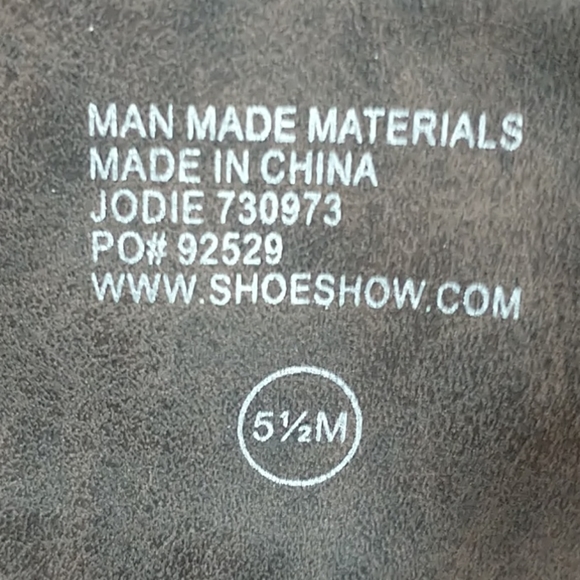 MAN MADE MATERIALS
MADE IN CHINA
JODIE 730973
PO# 92529
WWW.SHOESHOW.COM
5½M